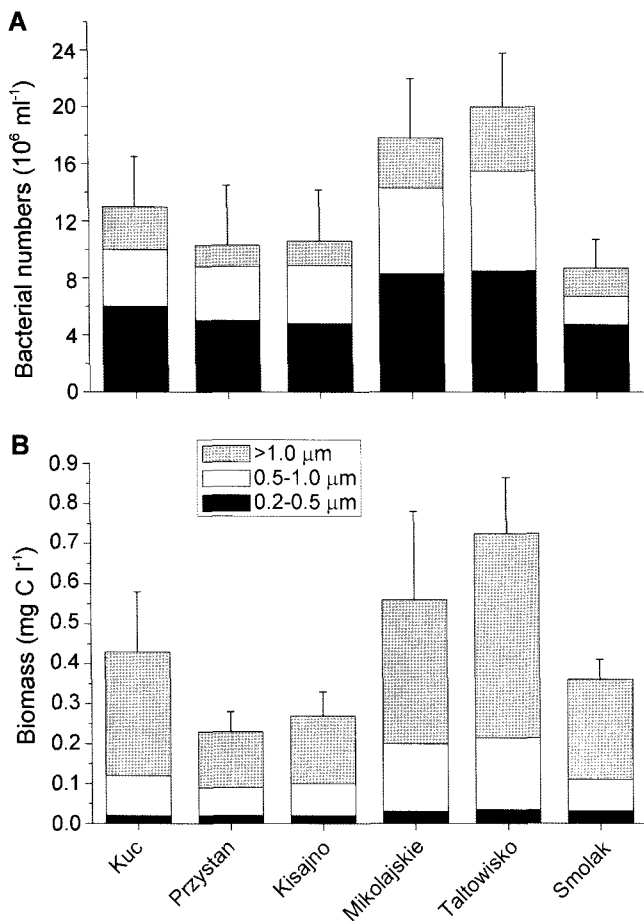 A
24
20
16
12
8
4
0
Bacterial numbers (10⁶ ml⁻¹)
B
>1.0 µm
0.5-1.0 µm
0.2-0.5 µm
0.9
0.8
0.7
0.6
0.5
0.4
0.3
0.2
0.1
0.0
Biomass (mg C l⁻¹)
Kuc
Przystan
Kisajno
Mikolajskie
Taltowisko
Smolak